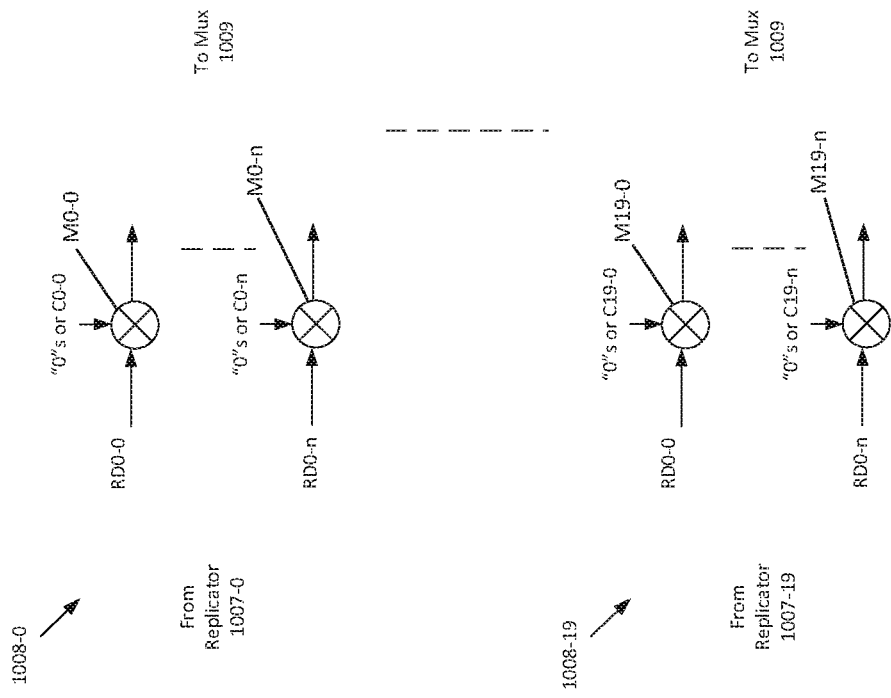 1008-0
From
Replicator
1007-0
RD0-0
"0"s or C0-0
M0-0
RD0-n
"0"s or C0-n
M0-n
To Mux
1009
1008-19
From
Replicator
1007-19
RD0-0
"0"s or C19-0
M19-0
RD0-n
"0"s or C19-n
M19-n
To Mux
1009